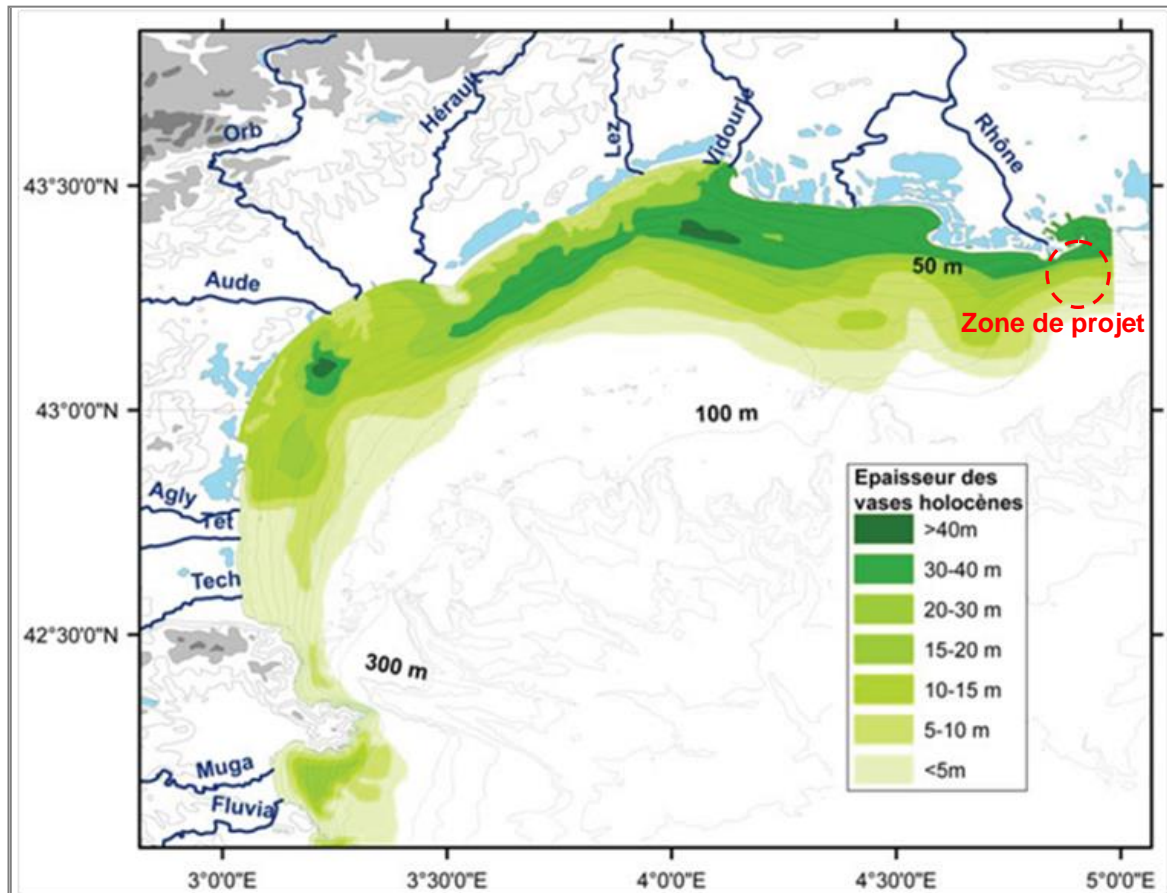 Orb
Hérault
Lez
Vidourle
Rhône
43°30'0"N
Aude
50 m
Zone de projet
43°0'0"N
100 m
Agly
Têt
Tech
42°30'0"N
300 m
Muga
Fluvia
Epaisseur des
vases holocènes
>40m
30-40 m
20-30 m
15-20 m
10-15 m
5-10 m
<5m
3°0'0"E
3°30'0"E
4°0'0"E
4°30'0"E
5°0'0"E